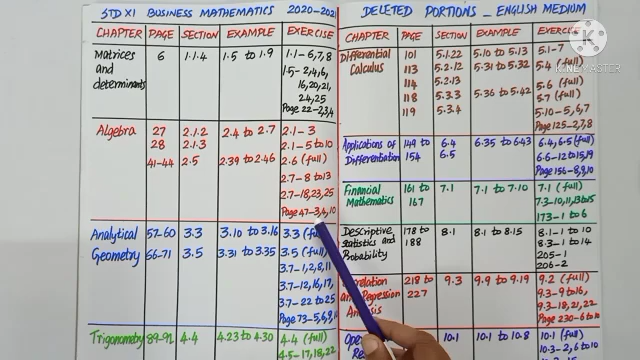 STD XI BUSINESS MATHEMATICS 2020-2021
CHAPTER PAGE SECTION EXAMPLE EXERCISE
Matrices and determinants 6 1.1.4 1.5 to 1.9 1.1-6,7,8
1.5-2,4,6,
16,20,21,
24,25
Page 22-2,3,4
Algebra 27 2.1.2 2.4 to 2.7 2.1-3
28 2.1.3 2.1-5 to 10
41-44 2.5 2.39 to 2.46 2.6 (full)
2.7-8 to 13
2.7-18,23,25
Page 47-3,4,10
Analytical 57-60 3.3 3.10 to 3.16 3.3
Geometry 66-71 3.5 3.31 to 3.35 3.5 (full)
3.7-1,2,8,11
3.7-12,16,17,
3.7-22 to 25
Page 73-5,6,9,
Trigonometry 89-91 4.4 4.23 to 4.30 4.4 (full)
4.5-17,18,22
DELETED PORTIONS - ENGLISH MEDIUM
CHAPTER PAGE SECTION EXAMPLE EXERCISE
Differential 101 5.1.22 5.10 to 5.13 5.1-7
Calculus 113 5.2.12 5.31 to 5.32 5.4 (full)
114 5.2.13 5.6 (full)
118 5.3.3 5.36 to 5.42 5.7 (full)
119 5.3.4 5.10-5,6,7
Page 125-2,7,8
Applications of 149 to 6.4 6.35 to 6.43 6.4, 6.5 (full)
Differentiation 154 6.5 6.6-12 to 15,19
Page 156-8,9,10
Financial 161 to 7.1 7.1 to 7.10 7.1 (full)
Mathematics 167 7.3-10,11,13 to 15
173-1 to 6
Descriptive 178 to 8.1 8.1 to 8.15 8.1-1 to 10
statistics and 188 8.3-1 to 14
Probability 205-1
206-2
218 to 9.3 9.9 to 9.19 9.2 (full)
Regression 227 9.3-9 to 16,
Analysis 9.3-18,21,22
Page 230-6 to 10
10.1 10.1 to 10.8 10.1 (full)
10.3-2,6 to 10
Made with
KINEMASTER